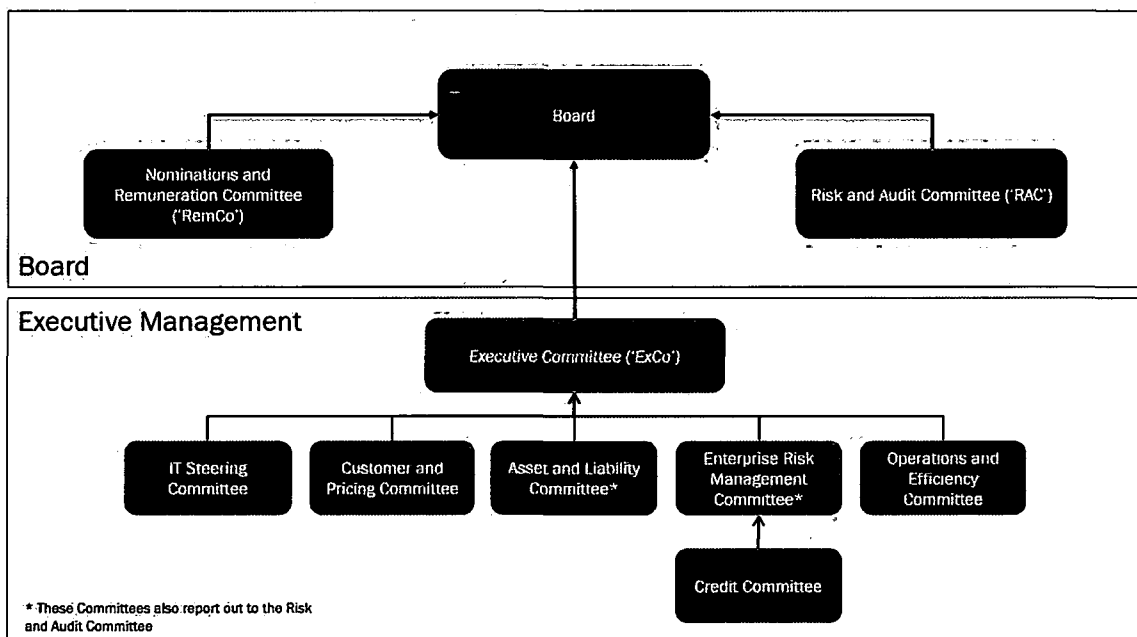 Board
Nominations and
Remuneration Committee
('RemCo')
Risk and Audit Committee ('RAC')
Board
Executive Management
Executive Committee ('ExCo')
IT Steering
Committee
Customer and
Pricing Committee
Asset and Liability
Committee*
Enterprise Risk
Management
Committee*
Operations and
Efficiency
Committee
Credit Committee
* These Committees also report out to the Risk
and Audit Committee